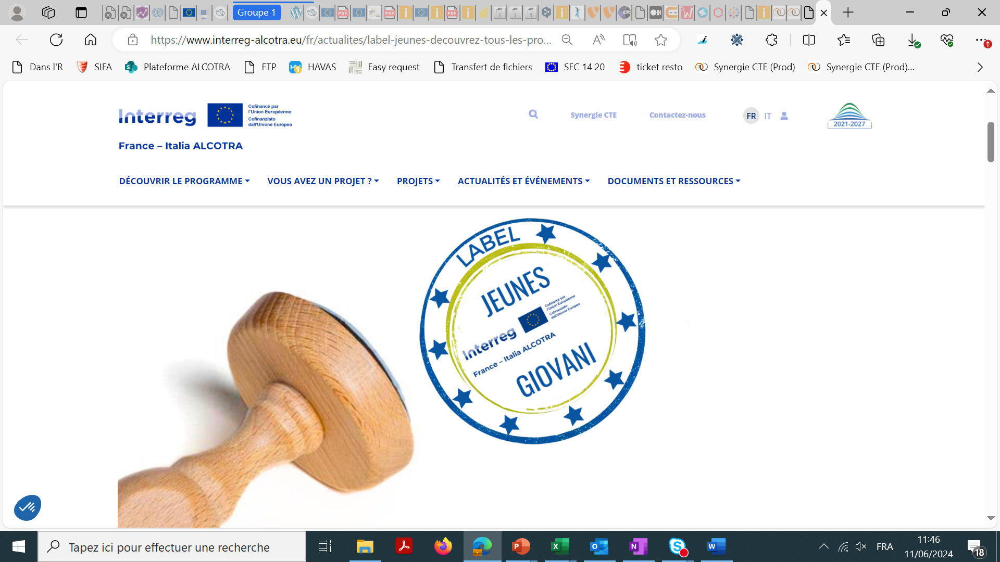 Groupe 1
https://www.interreg-alcotra.eu/fr/actualites/label-jeunes-decouvrez-tous-les-pro...
Dans l'R
SIFA
Plateforme ALCOTRA
FTP
HAVAS
Easy request
Transfert de fichiers
SFC 14 20
ticket resto
Synergie CTE (Prod)
Synergie CTE (Prod)...
Interreg
Cofinancé par
l'Union Européenne
Cofinanziato
dall'Unione Europea
France – Italia ALCOTRA
Synergie CTE
Contactez-nous
FR
IT
2021-2027
DÉCOUVRIR LE PROGRAMME
VOUS AVEZ UN PROJET ?
PROJETS
ACTUALITÉS ET ÉVÉNEMENTS
DOCUMENTS ET RESSOURCES
LABEL
JEUNES
Cofinancé par
l'Union Européenne
Cofinanziato
dall'Unione Europea
Interreg
France – Italia ALCOTRA
GIOVANI
Tapez ici pour effectuer une recherche
FRA
11:46
11/06/2024
18